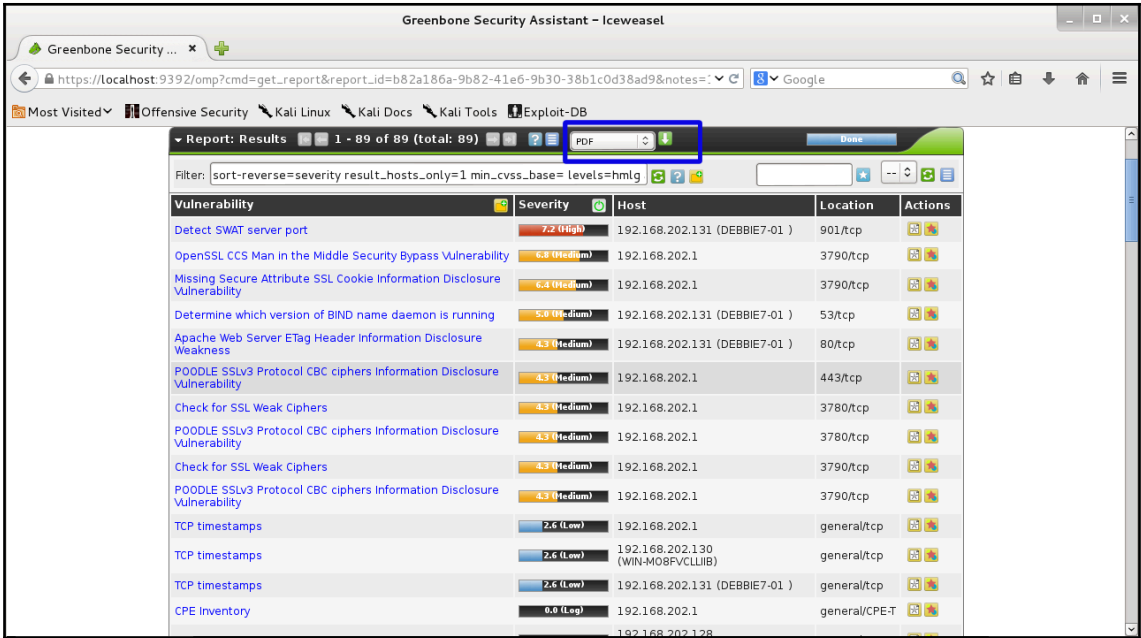 Greenbone Security Assistant – Iceweasel
Greenbone Security ...
https://localhost:9392/omp?cmd=get_report&report_id=b82a186a-9b82-41e6-9b30-38b1c0d38ad9&notes=
Google
Most Visited Offensive Security Kali Linux Kali Docs Kali Tools Exploit-DB
Report: Results 1 - 89 of 89 (total: 89) PDF Done
Filter: sort-reverse=severity result_hosts_only=1 min_cvss_base= levels=hmlg --
Vulnerability Severity Host Location Actions
Detect SWAT server port 7.2 (High) 192.168.202.131 (DEBBIE7-01 ) 901/tcp
OpenSSL CCS Man in the Middle Security Bypass Vulnerability 6.8 (Medium) 192.168.202.1 3790/tcp
Missing Secure Attribute SSL Cookie Information Disclosure
Vulnerability 6.4 (Medium) 192.168.202.1 3790/tcp
Determine which version of BIND name daemon is running 5.0 (Medium) 192.168.202.131 (DEBBIE7-01 ) 53/tcp
Apache Web Server ETag Header Information Disclosure
Weakness 4.3 (Medium) 192.168.202.131 (DEBBIE7-01 ) 80/tcp
POODLE SSLv3 Protocol CBC ciphers Information Disclosure
Vulnerability 4.3 (Medium) 192.168.202.1 443/tcp
Check for SSL Weak Ciphers 4.3 (Medium) 192.168.202.1 3780/tcp
POODLE SSLv3 Protocol CBC ciphers Information Disclosure
Vulnerability 4.3 (Medium) 192.168.202.1 3780/tcp
Check for SSL Weak Ciphers 4.3 (Medium) 192.168.202.1 3790/tcp
POODLE SSLv3 Protocol CBC ciphers Information Disclosure
Vulnerability 4.3 (Medium) 192.168.202.1 3790/tcp
TCP timestamps 2.6 (Low) 192.168.202.1 general/tcp
TCP timestamps 2.6 (Low) 192.168.202.130
(WIN-MO8FVCLLIIB) general/tcp
TCP timestamps 2.6 (Low) 192.168.202.131 (DEBBIE7-01 ) general/tcp
CPE Inventory 0.0 (Log) 192.168.202.1 general/CPE-T
192.168.202.128